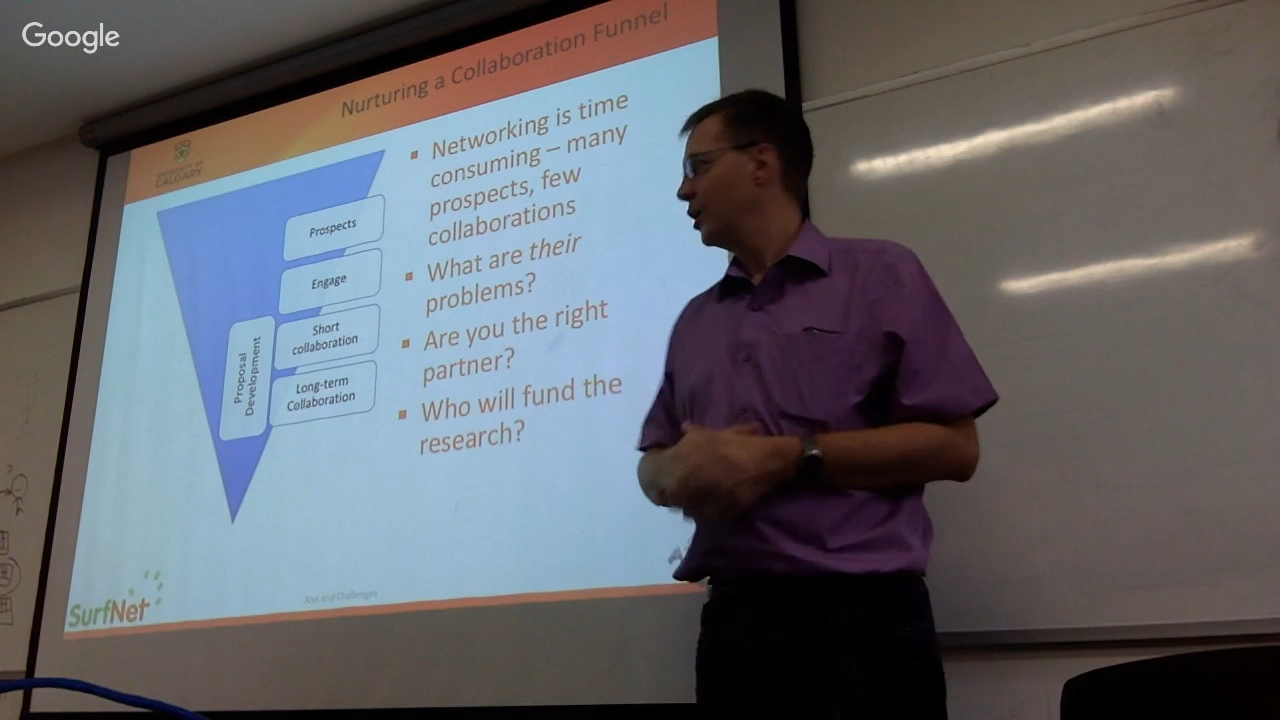 Google
Nurturing a Collaboration Funnel
UNIVERSITY OF
CALGARY
Prospects
Engage
Short
collaboration
Long-term
Collaboration
Proposal
Development
▪ Networking is time
consuming – many
prospects, few
collaborations
▪ What are their
problems?
▪ Are you the right
partner?
▪ Who will fund the
research?
SurfNet
Joys and Challenges